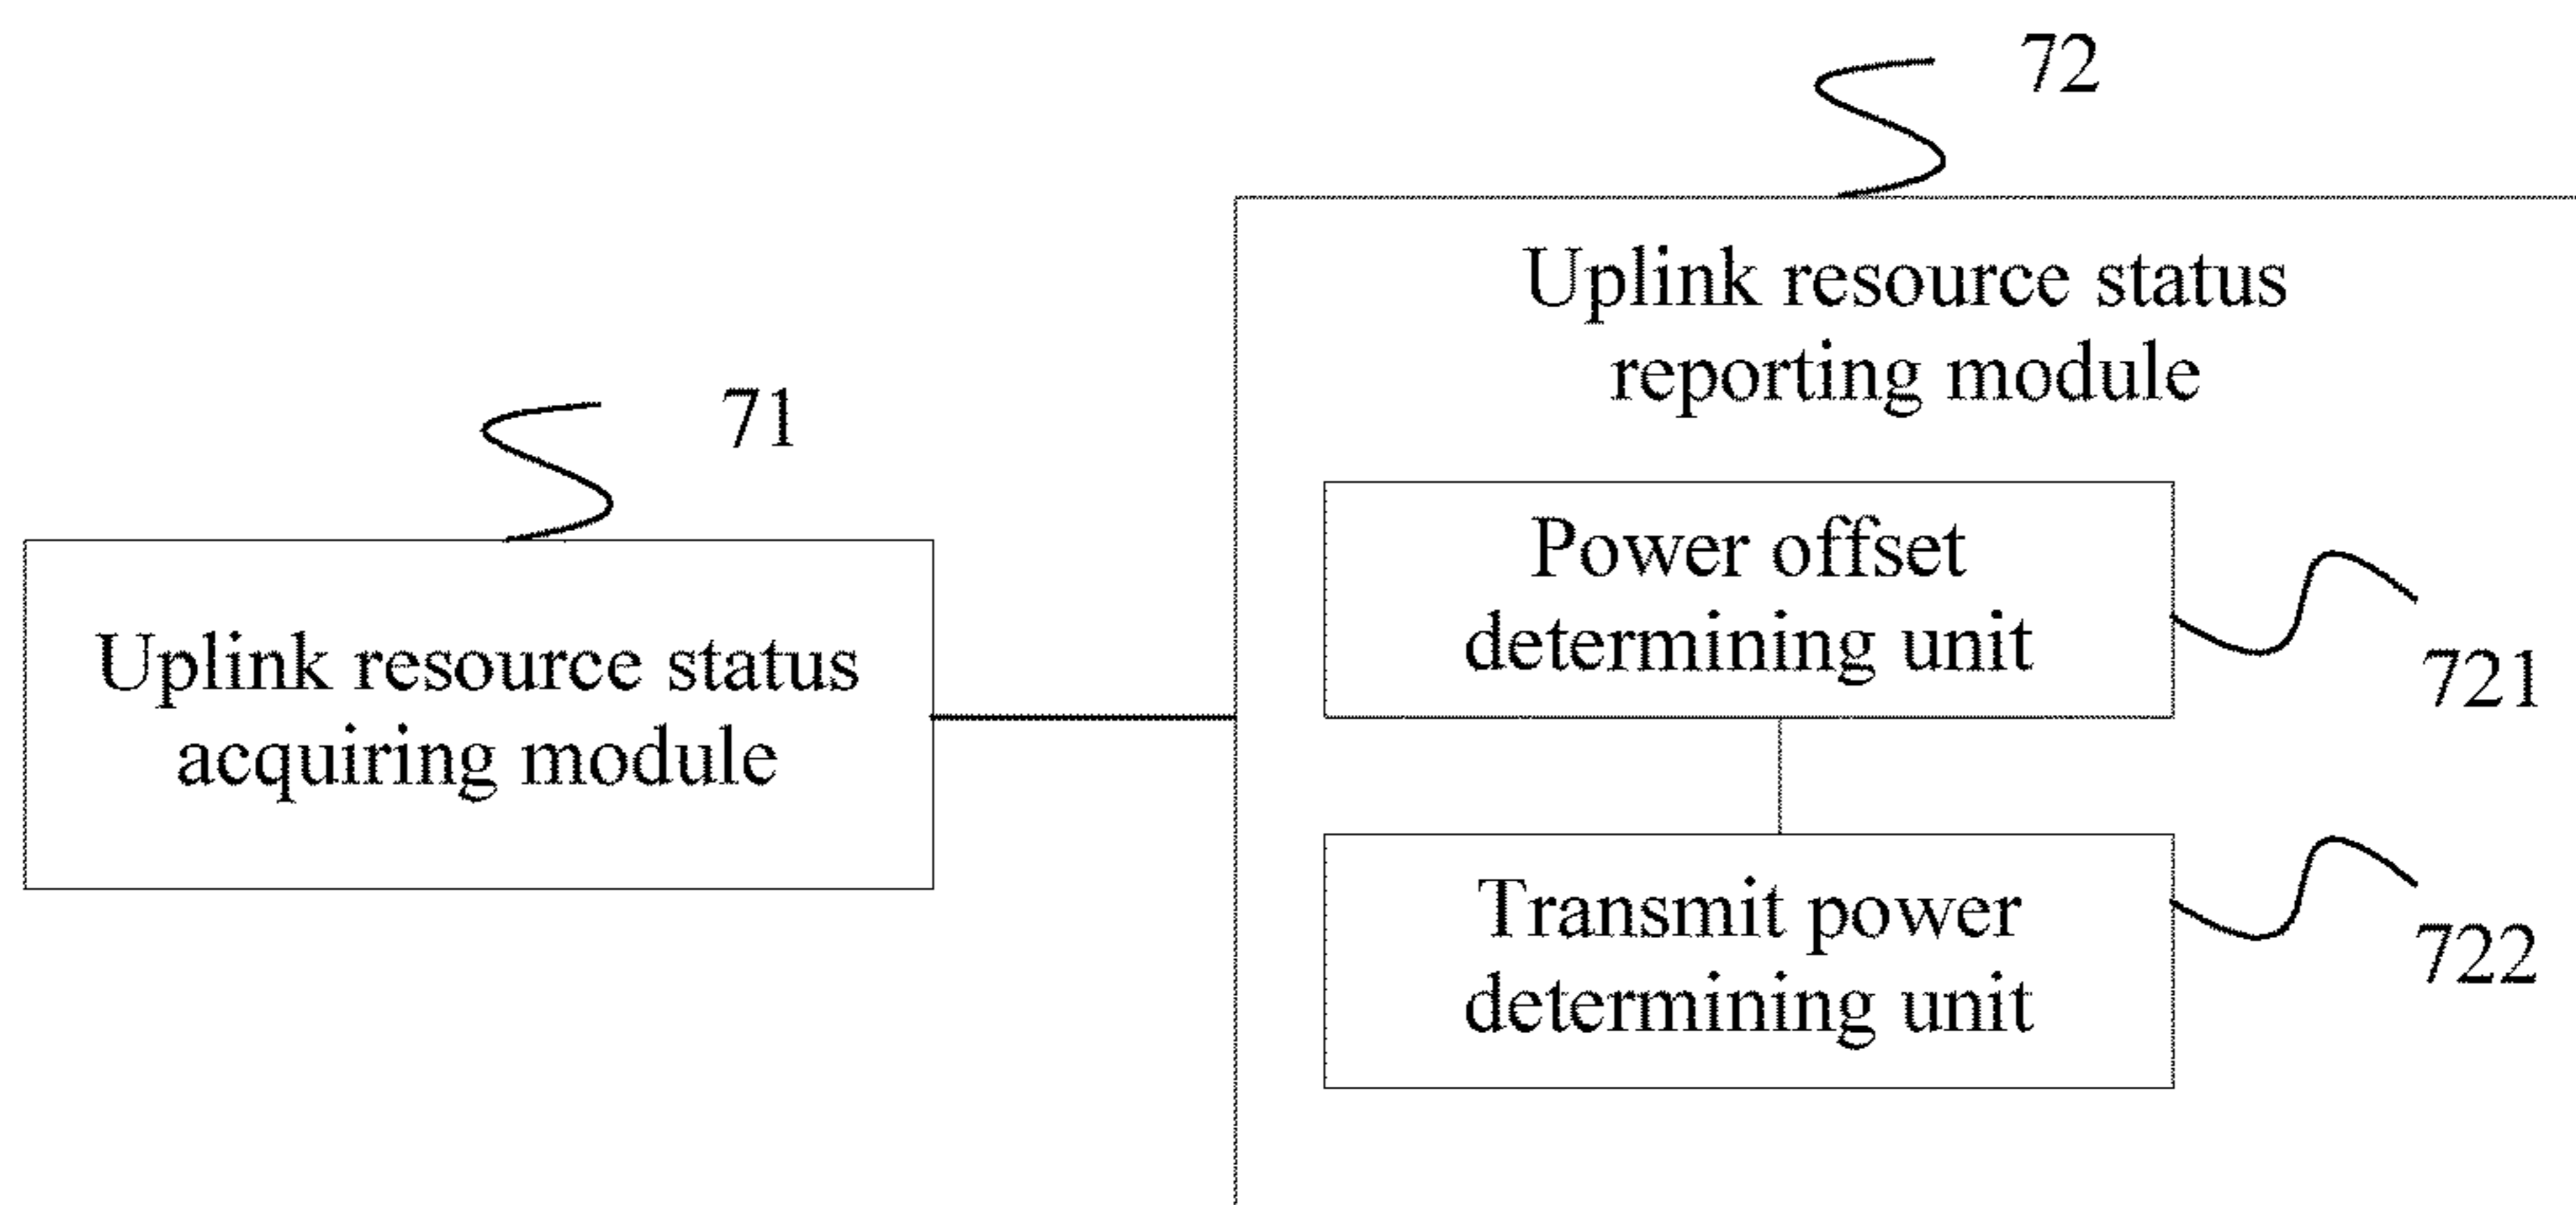 72
Uplink resource status
reporting module
71
Power offset
determining unit
721
Uplink resource status
acquiring module
Transmit power
determining unit
722